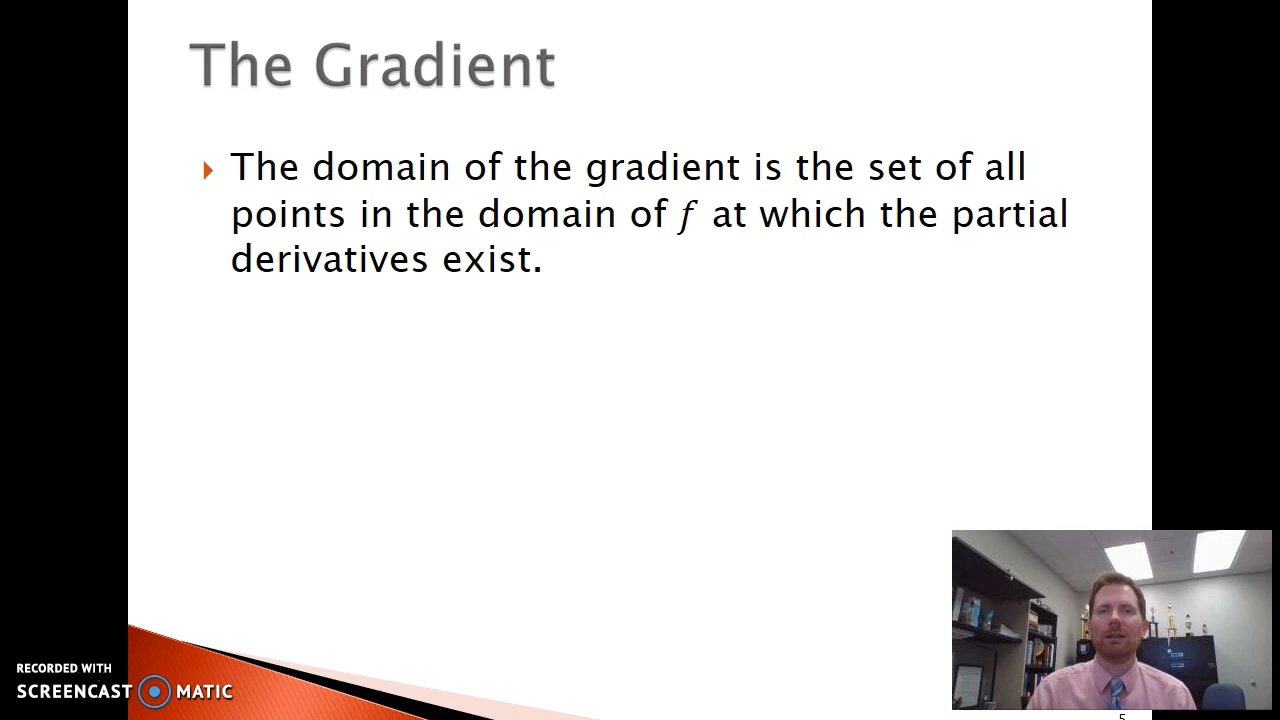 The Gradient
The domain of the gradient is the set of all
points in the domain of f at which the partial
derivatives exist.
RECORDED WITH
SCREENCAST MATIC
5